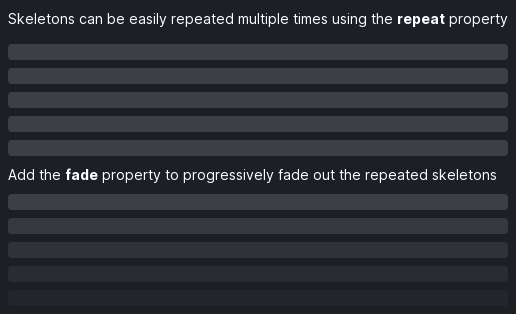 Skeletons can be easily repeated multiple times using the repeat property
Add the fade property to progressively fade out the repeated skeletons